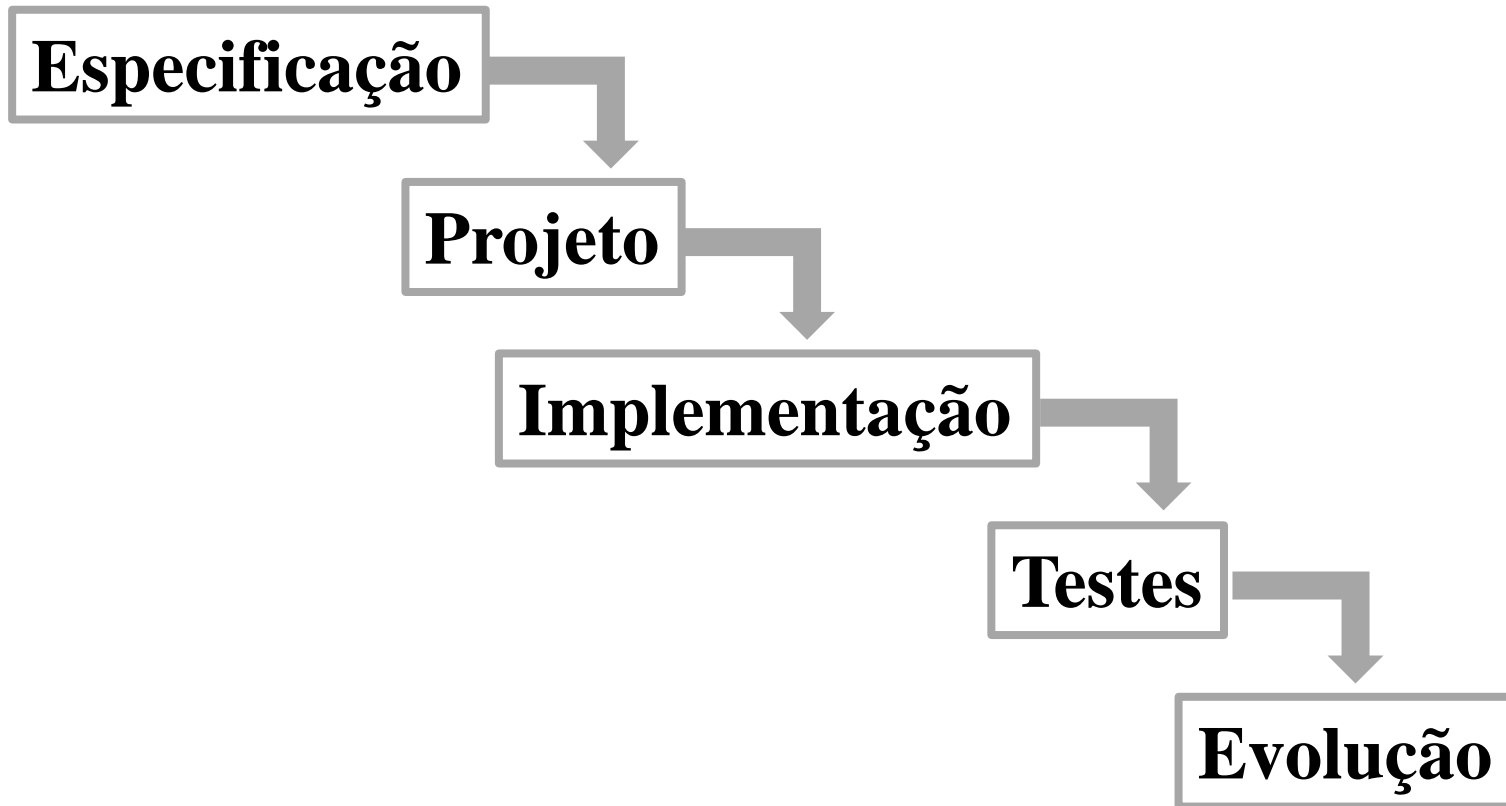 Especificação
Projeto
Implementação
Testes
Evolução